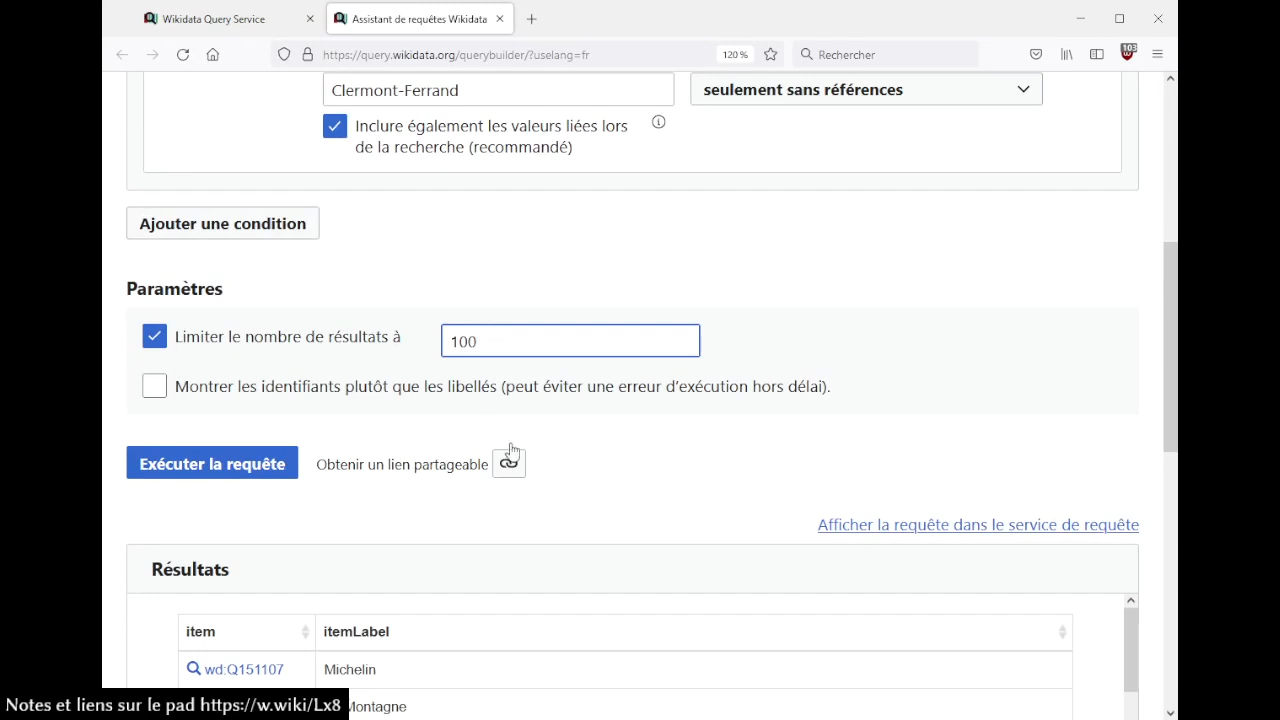 Wikidata Query Service
Assistant de requêtes Wikidata
https://query.wikidata.org/querybuilder/?uselang=fr
120 %
Rechercher
103
Clermont-Ferrand
seulement sans références
Inclure également les valeurs liées lors
de la recherche (recommandé)
Ajouter une condition
Paramètres
Limiter le nombre de résultats à
100
Montrer les identifiants plutôt que les libellés (peut éviter une erreur d’exécution hors délai).
Exécuter la requête
Obtenir un lien partageable
Afficher la requête dans le service de requête
Résultats
item
itemLabel
wd:Q151107
Michelin
Montagne
Notes et liens sur le pad https://w.wiki/Lx8